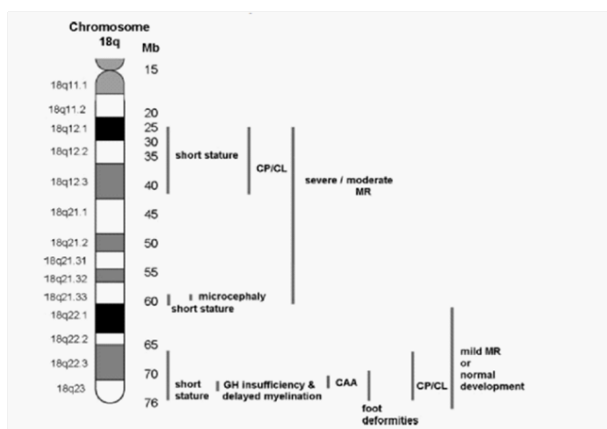 Chromosome
18q
Mb
15
18q11.1
18q11.2
20
18q12.1
25
30
18q12.2
35
short stature
CP/CL
severe / moderate
MR
18q12.3
40
18q21.1
45
18q21.2
50
18q21.31
55
18q21.32
18q21.33
60
microcephaly
short stature
18q22.1
18q22.2
65
18q22.3
70
mild MR
or
normal
development
short
stature
GH insufficiency &
delayed myelination
CAA
CP/CL
18q23
76
foot
deformities